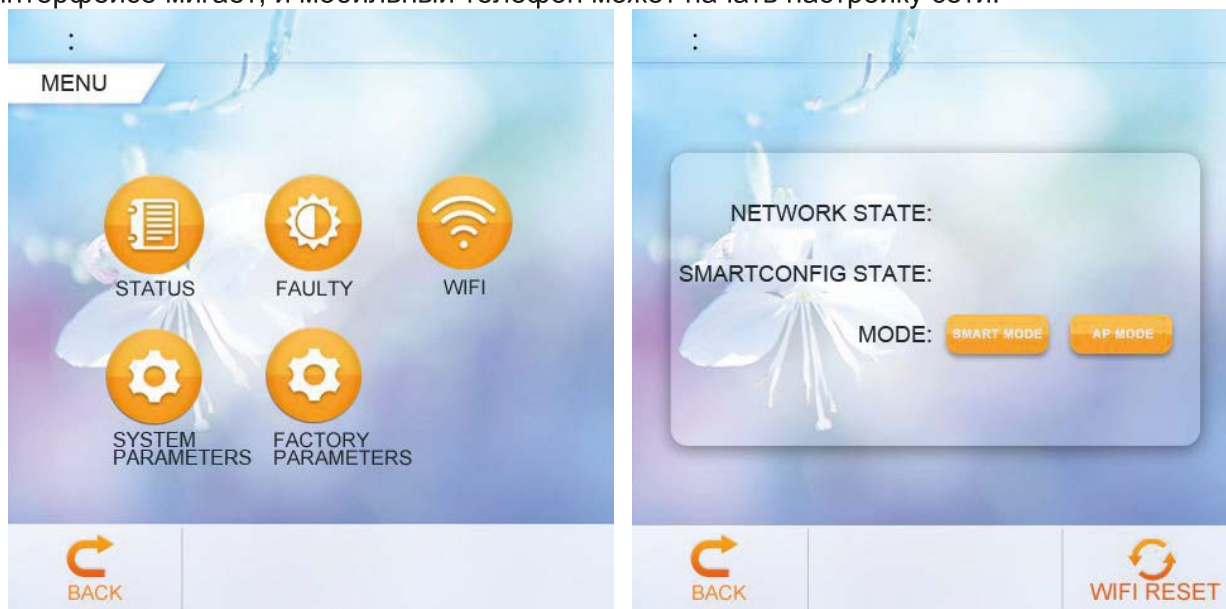 интерфейсе мигает, и мобильный телефон может начать настройку сети.
:
MENU
STATUS
FAULTY
WIFI
SYSTEM
PARAMETERS
FACTORY
PARAMETERS
BACK
:
NETWORK STATE:
SMARTCONFIG STATE:
MODE:
SMART MODE
AP MODE
BACK
WIFI RESET